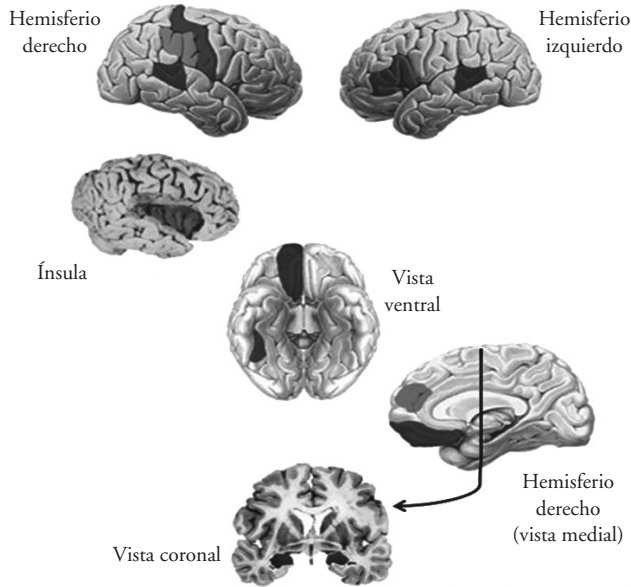 Hemisferio
derecho
Hemisferio
izquierdo
Ínsula
Vista
ventral
Hemisferio
derecho
(vista medial)
Vista coronal